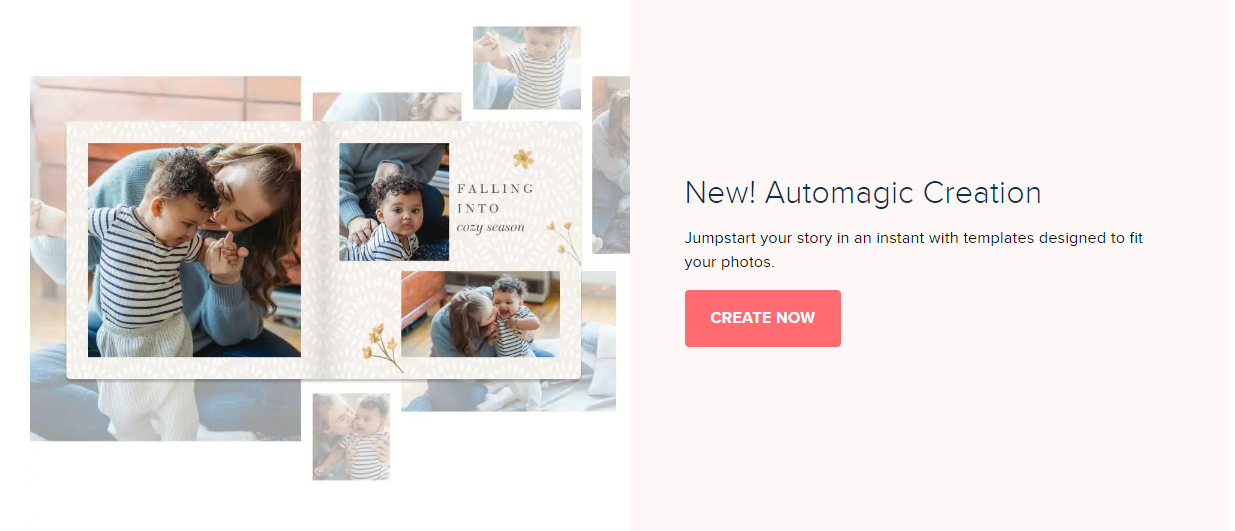 FALLING
INTO
cozy season
New! Automagic Creation
Jumpstart your story in an instant with templates designed to fit
your photos.
CREATE NOW